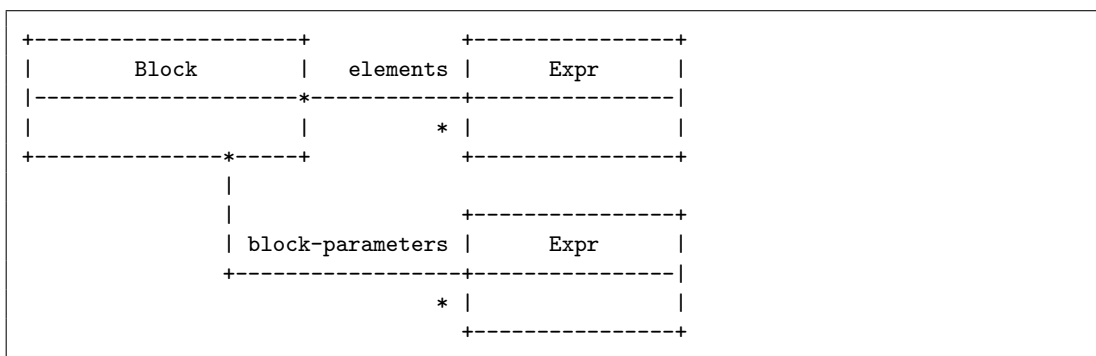 +---------------------+            +----------------+
|        Block        |   elements |      Expr      |
|---------------------*------------+----------------|
|                     |          * |                |
+---------------*-----+            +----------------+
                |
                |                  +----------------+
                | block-parameters |      Expr      |
                +------------------+----------------|
                                 * |                |
                                   +----------------+